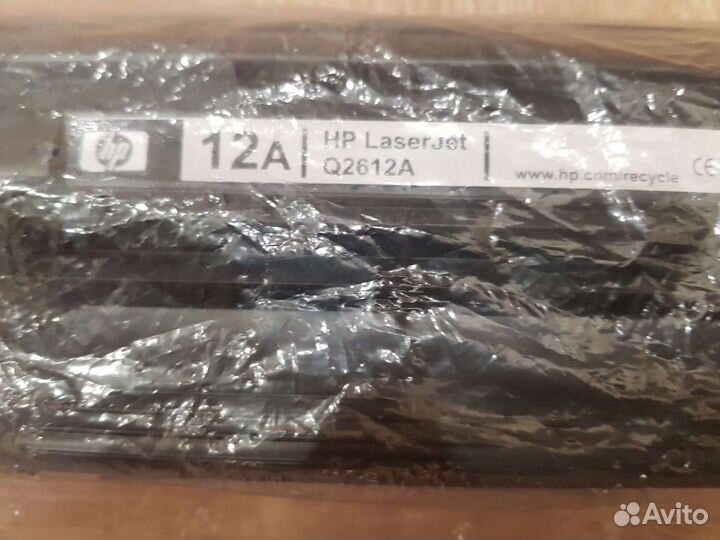 hp
12A
HP LaserJet
Q2612A
www.hp.com/recycle
CE
Avito